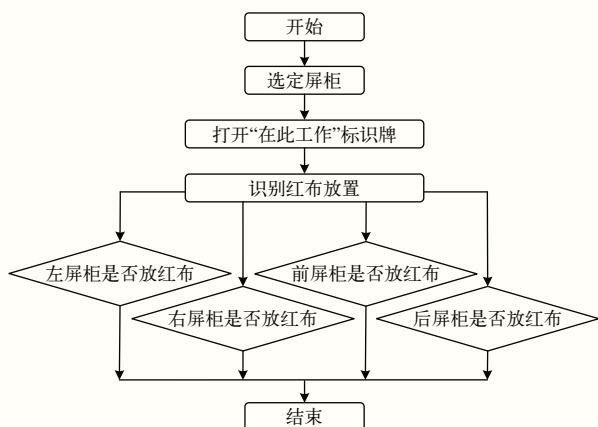 开始
选定屏柜
打开“在此工作”标识牌
识别红布放置
左屏柜是否放红布
前屏柜是否放红布
右屏柜是否放红布
后屏柜是否放红布
结束